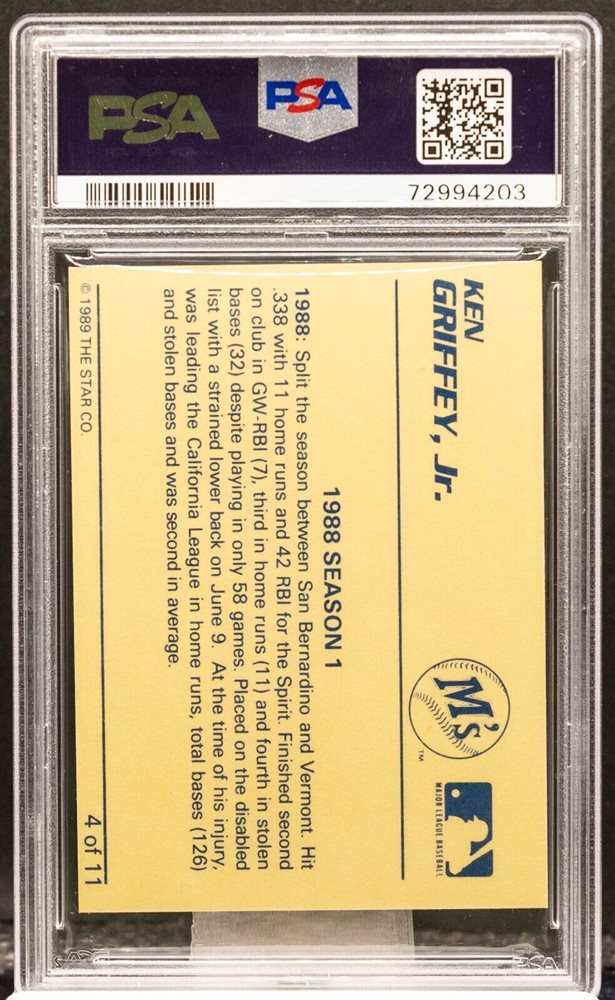 PSA
PSA
72994203
KEN
GRIFFEY, Jr.
M's
TM
MAJOR LEAGUE BASEBALL
1988 SEASON 1
1988: Split the season between San Bernardino and Vermont. Hit
.338 with 11 home runs and 42 RBI for the Spirit. Finished second
on club in GW-RBI (7), third in home runs (11) and fourth in stolen
bases (32) despite playing in only 58 games. Placed on the disabled
list with a strained lower back on June 9. At the time of his injury,
was leading the California League in home runs, total bases (126)
and stolen bases and was second in average.
© 1989 THE STAR CO.
4 of 11